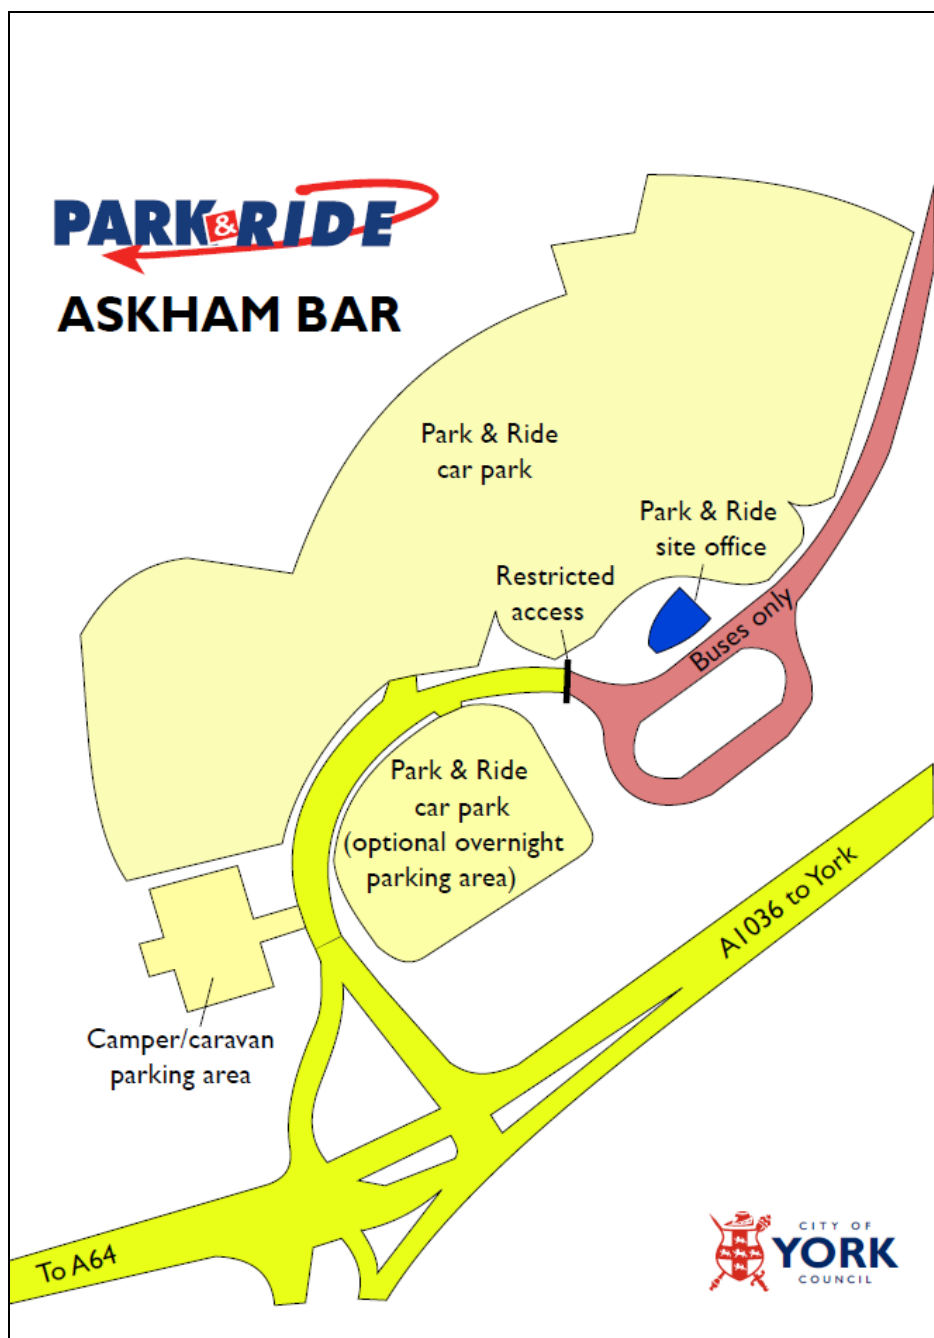 PARK & RIDE
ASKHAM BAR
Park & Ride
car park
Park & Ride
site office
Restricted
access
Buses only
Park & Ride
car park
(optional overnight
parking area)
A1036 to York
Camper/caravan
parking area
To A64
CITY OF
YORK
COUNCIL